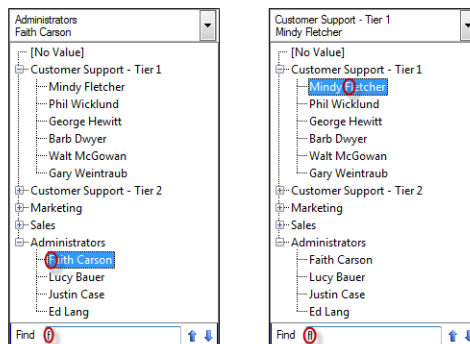 Administrators
Faith Carson
[No Value]
Customer Support - Tier 1
Mindy Fletcher
Phil Wicklund
George Hewitt
Barb Dwyer
Walt McGowan
Gary Weintraub
Customer Support - Tier 2
Marketing
Sales
Administrators
Faith Carson
Lucy Bauer
Justin Case
Ed Lang
Find f
Customer Support - Tier 1
Mindy Fletcher
[No Value]
Customer Support - Tier 1
Mindy Fletcher
Phil Wicklund
George Hewitt
Barb Dwyer
Walt McGowan
Gary Weintraub
Customer Support - Tier 2
Marketing
Sales
Administrators
Faith Carson
Lucy Bauer
Justin Case
Ed Lang
Find fl